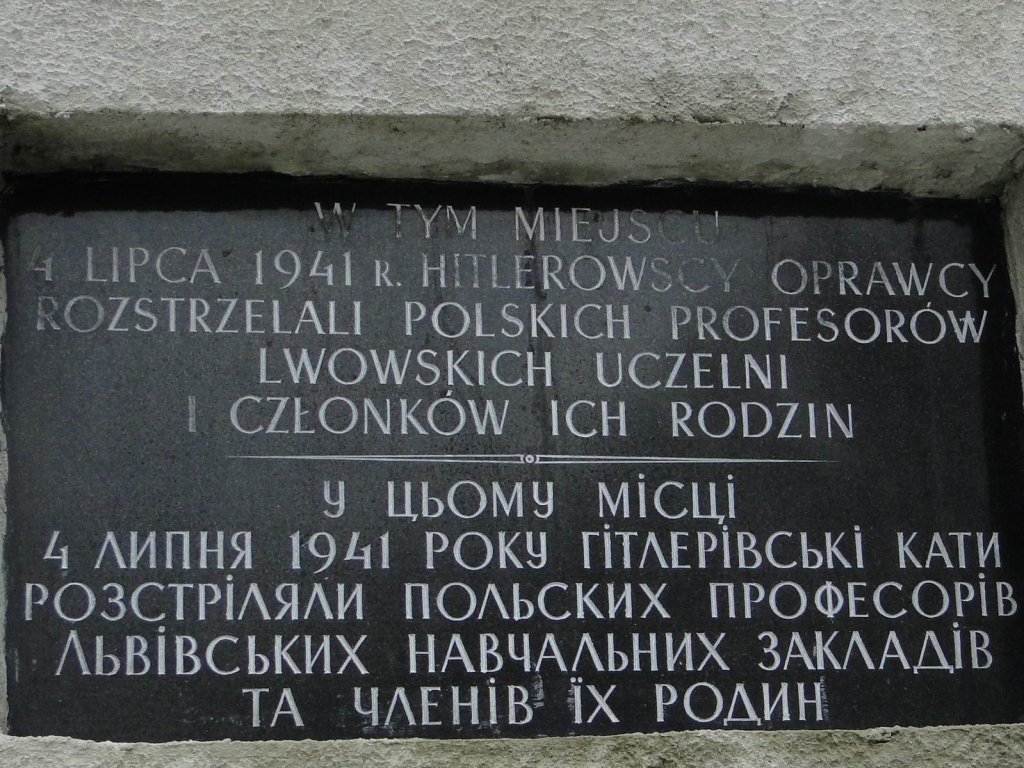 W TYM MIEJSCU
4 LIPCA 1941 R. HITLEROWSCY OPRAWCY
ROZSTRZELALI POLSKICH PROFESORÓW
LWOWSKICH UCZELNI
I CZŁONKÓW ICH RODZIN
У ЦЬОМУ МІСЦІ
4 ЛИПНЯ 1941 РОКУ ГІТЛЕРІВСЬКІ КАТИ
РОЗСТРІЛЯЛИ ПОЛЬСКИХ ПРОФЕСОРІВ
ЛЬВІВСЬКИХ НАВЧАЛЬНИХ ЗАКЛАДІВ
ТА ЧЛЕНІВ ЇХ РОДИН